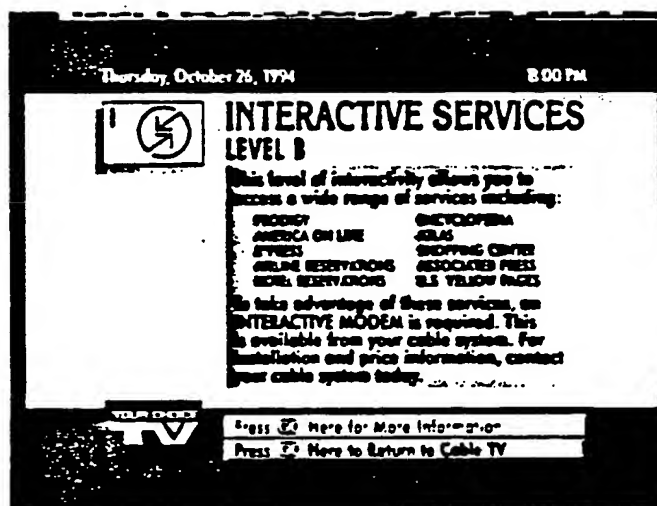 Thursday, October 26, 1994
8:00 PM
INTERACTIVE SERVICES
LEVEL B
This level of interactivity allows you to
access a wide range of services including:
PRODIGY
AMERICA ON LINE
X*PRESS
AIRLINE RESERVATIONS
HOTEL RESERVATIONS
ENCYCLOPEDIA
ATLAS
SHOPPING CENTER
ASSOCIATED PRESS
U.S. YELLOW PAGES
To take advantage of these services, an
INTERACTIVE MODEM is required. This
is available from your cable system. For
installation and price information, contact
your cable system today.
YOUR CHOICE
TV
Press Here for More Information
Press Here to Return to Cable TV